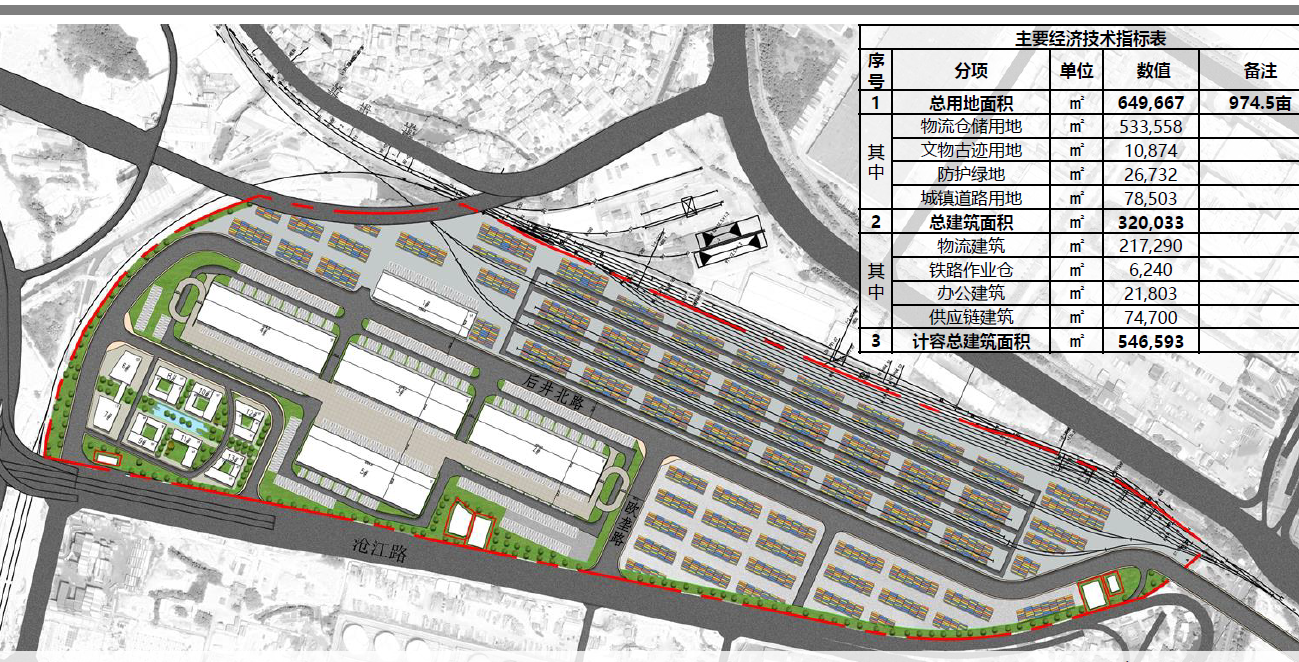 主要经济技术指标表
序号 分项 单位 数值 备注
1 总用地面积 ㎡ 649,667 974.5亩
其中 物流仓储用地 ㎡ 533,558
文物古迹用地 ㎡ 10,874
防护绿地 ㎡ 26,732
城镇道路用地 ㎡ 78,503
2 总建筑面积 ㎡ 320,033
其中 物流建筑 ㎡ 217,290
铁路作业仓 ㎡ 6,240
办公建筑 ㎡ 21,803
供应链建筑 ㎡ 74,700
3 计容总建筑面积 ㎡ 546,593
后井北路
欧垄路
沧江路